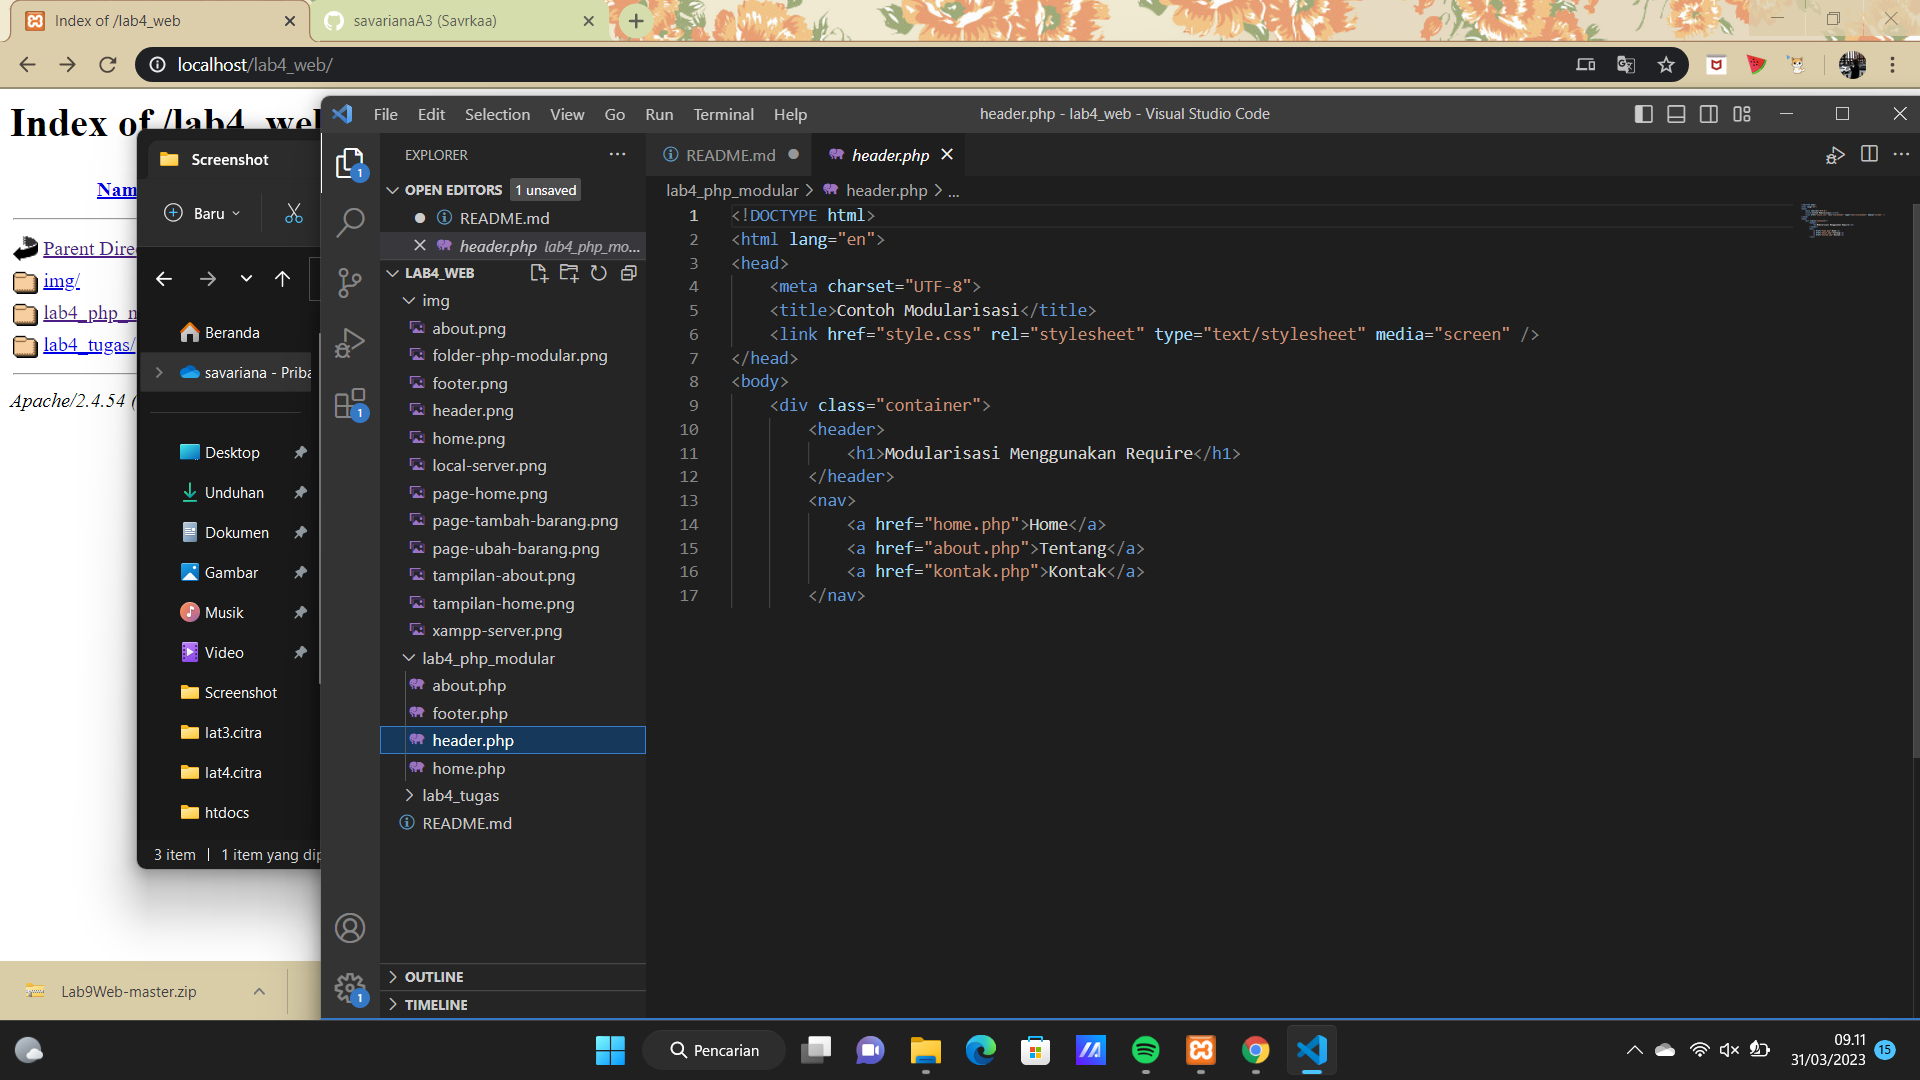 Index of /lab4_web
savarianaA3 (Savrkaa)
localhost/lab4_web/
Index of /lab4_web
Nam
Parent Dire
img/
lab4_php_m
lab4_tugas/
Apache/2.4.54 (
Screenshot
Baru
Beranda
savariana - Priba
Desktop
Unduhan
Dokumen
Gambar
Musik
Video
Screenshot
lat3.citra
lat4.citra
htdocs
3 item
1 item yang dip
File Edit Selection View Go Run Terminal Help
header.php - lab4_web - Visual Studio Code
1
1
1
EXPLORER
OPEN EDITORS 1 unsaved
README.md
header.php lab4_php_mo...
LAB4_WEB
img
about.png
folder-php-modular.png
footer.png
header.png
home.png
local-server.png
page-home.png
page-tambah-barang.png
page-ubah-barang.png
tampilan-about.png
tampilan-home.png
xampp-server.png
lab4_php_modular
about.php
footer.php
header.php
home.php
lab4_tugas
README.md
OUTLINE
TIMELINE
README.md
header.php
lab4_php_modular > header.php > ...
1 <!DOCTYPE html>
2 <html lang="en">
3 <head>
4 <meta charset="UTF-8">
5 <title>Contoh Modularisasi</title>
6 <link href="style.css" rel="stylesheet" type="text/stylesheet" media="screen" />
7 </head>
8 <body>
9 <div class="container">
10 <header>
11 <h1>Modularisasi Menggunakan Require</h1>
12 </header>
13 <nav>
14 <a href="home.php">Home</a>
15 <a href="about.php">Tentang</a>
16 <a href="kontak.php">Kontak</a>
17 </nav>
Lab9Web-master.zip
Pencarian
09.11
31/03/2023
15